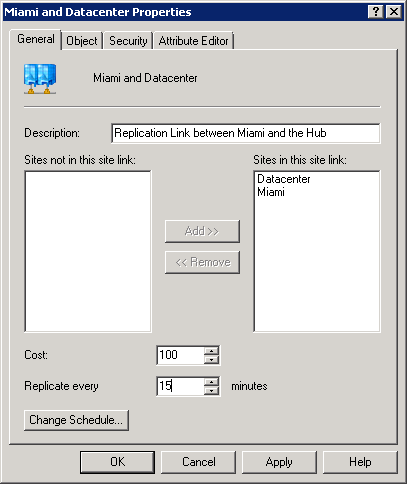 Miami and Datacenter Properties
General Object Security Attribute Editor
Miami and Datacenter
Description: Replication Link between Miami and the Hub
Sites not in this site link: Sites in this site link:
Datacenter
Miami
Add >>
<< Remove
Cost: 100
Replicate every 15 minutes
Change Schedule...
OK Cancel Apply Help